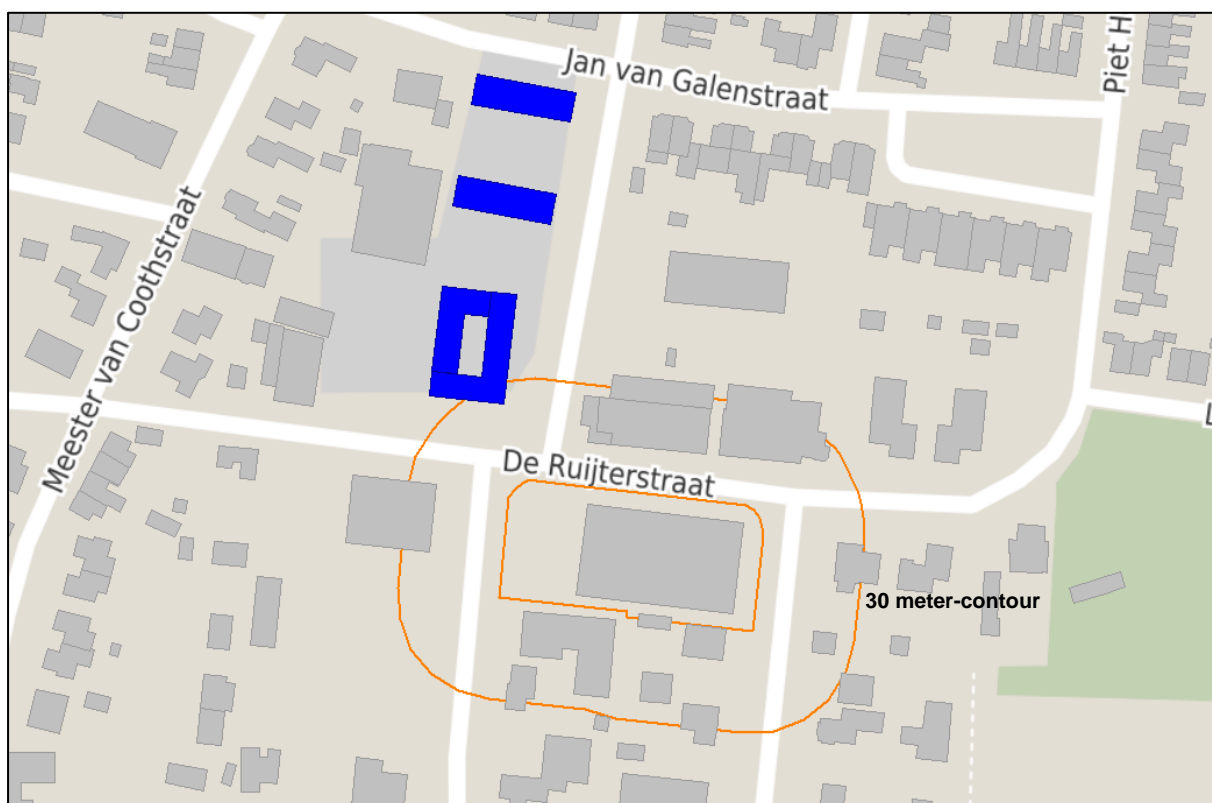 Jan van Galenstraat
Piet H
Meester van Coothstraat
De Ruijterstraat
L
30 meter-contour